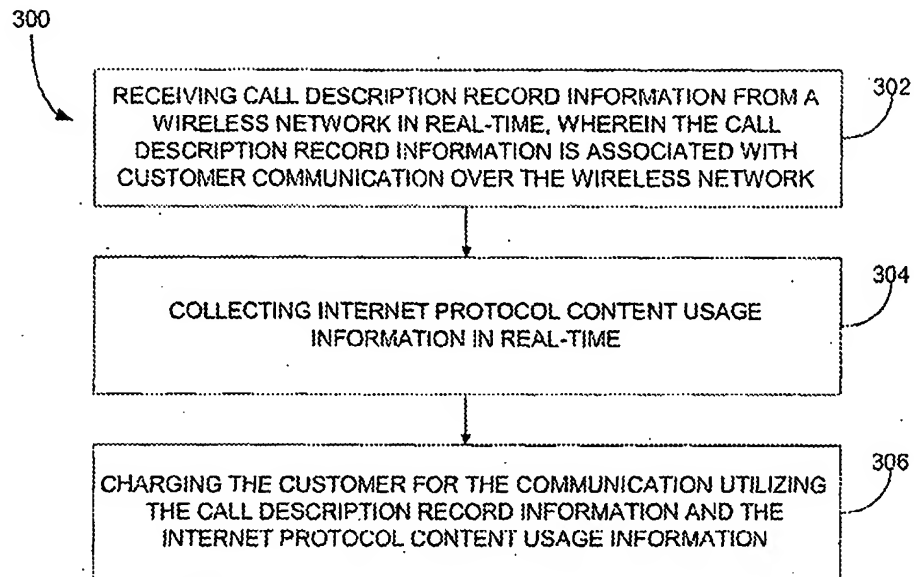 300
RECEIVING CALL DESCRIPTION RECORD INFORMATION FROM A
WIRELESS NETWORK IN REAL-TIME, WHEREIN THE CALL
DESCRIPTION RECORD INFORMATION IS ASSOCIATED WITH
CUSTOMER COMMUNICATION OVER THE WIRELESS NETWORK
302
COLLECTING INTERNET PROTOCOL CONTENT USAGE
INFORMATION IN REAL-TIME
304
CHARGING THE CUSTOMER FOR THE COMMUNICATION UTILIZING
THE CALL DESCRIPTION RECORD INFORMATION AND THE
INTERNET PROTOCOL CONTENT USAGE INFORMATION
306